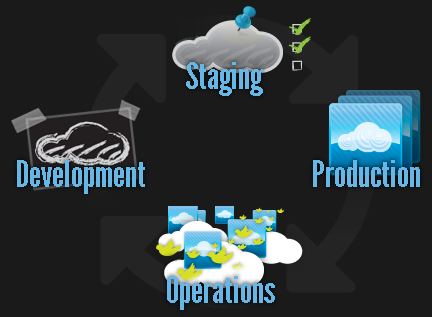 Staging
Development
Production
Operations